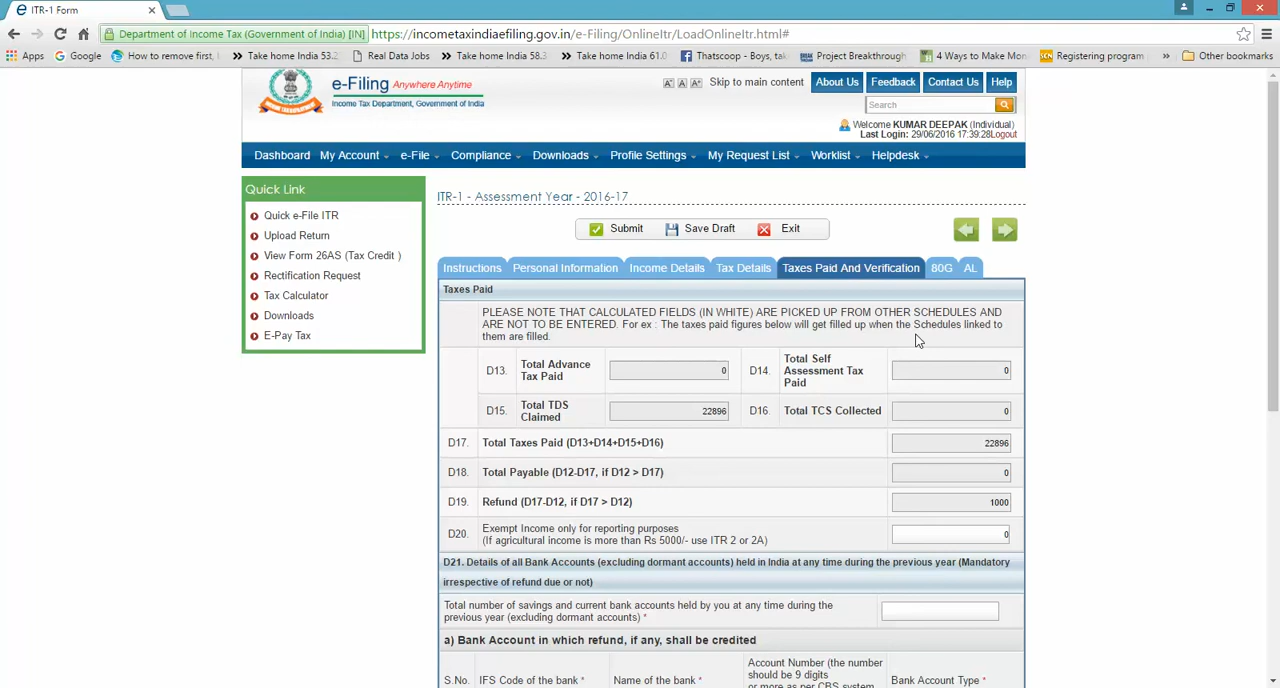 ITR-1 Form
Department of Income Tax (Government of India) [IN]
https://incometaxindiaefiling.gov.in/e-Filing/OnlineItr/LoadOnlineItr.html#
Apps
Google
How to remove first,
Take home India 53.2
Real Data Jobs
Take home India 58.3
Take home India 61.0
Thatscoop - Boys,
Project Breakthrough
4 Ways to Make Mone
Registering program
»
Other bookmarks
e-Filing Anywhere Anytime
Income Tax Department, Government of India
A- A A+ Skip to main content
About Us
Feedback
Contact Us
Help
Search
Welcome KUMAR DEEPAK (Individual)
Last Login: 29/06/2016 17:39:28 Logout
Dashboard
My Account
e-File
Compliance
Downloads
Profile Settings
My Request List
Worklist
Helpdesk
Quick Link
Quick e-File ITR
Upload Return
View Form 26AS (Tax Credit )
Rectification Request
Tax Calculator
Downloads
E-Pay Tax
ITR-1 - Assessment Year - 2016-17
Submit
Save Draft
Exit
Instructions
Personal Information
Income Details
Tax Details
Taxes Paid And Verification
80G
AL
Taxes Paid
PLEASE NOTE THAT CALCULATED FIELDS (IN WHITE) ARE PICKED UP FROM OTHER SCHEDULES AND
ARE NOT TO BE ENTERED. For ex : The taxes paid figures below will get filled up when the Schedules linked to
them are filled.
D13. Total Advance
Tax Paid
0
D14. Total Self
Assessment Tax
Paid
0
D15. Total TDS
Claimed
22896
D16. Total TCS Collected
0
D17. Total Taxes Paid (D13+D14+D15+D16)
22896
D18. Total Payable (D12-D17, if D12 > D17)
0
D19. Refund (D17-D12, if D17 > D12)
1000
D20. Exempt Income only for reporting purposes
(If agricultural income is more than Rs 5000/- use ITR 2 or 2A)
0
D21. Details of all Bank Accounts (excluding dormant accounts) held in India at any time during the previous year (Mandatory
irrespective of refund due or not)
Total number of savings and current bank accounts held by you at any time during the
previous year (excluding dormant accounts) *
a) Bank Account in which refund, if any, shall be credited
S.No.
IFS Code of the bank *
Name of the bank *
Account Number (the number
should be 9 digits
or more as per CBS system
Bank Account Type *